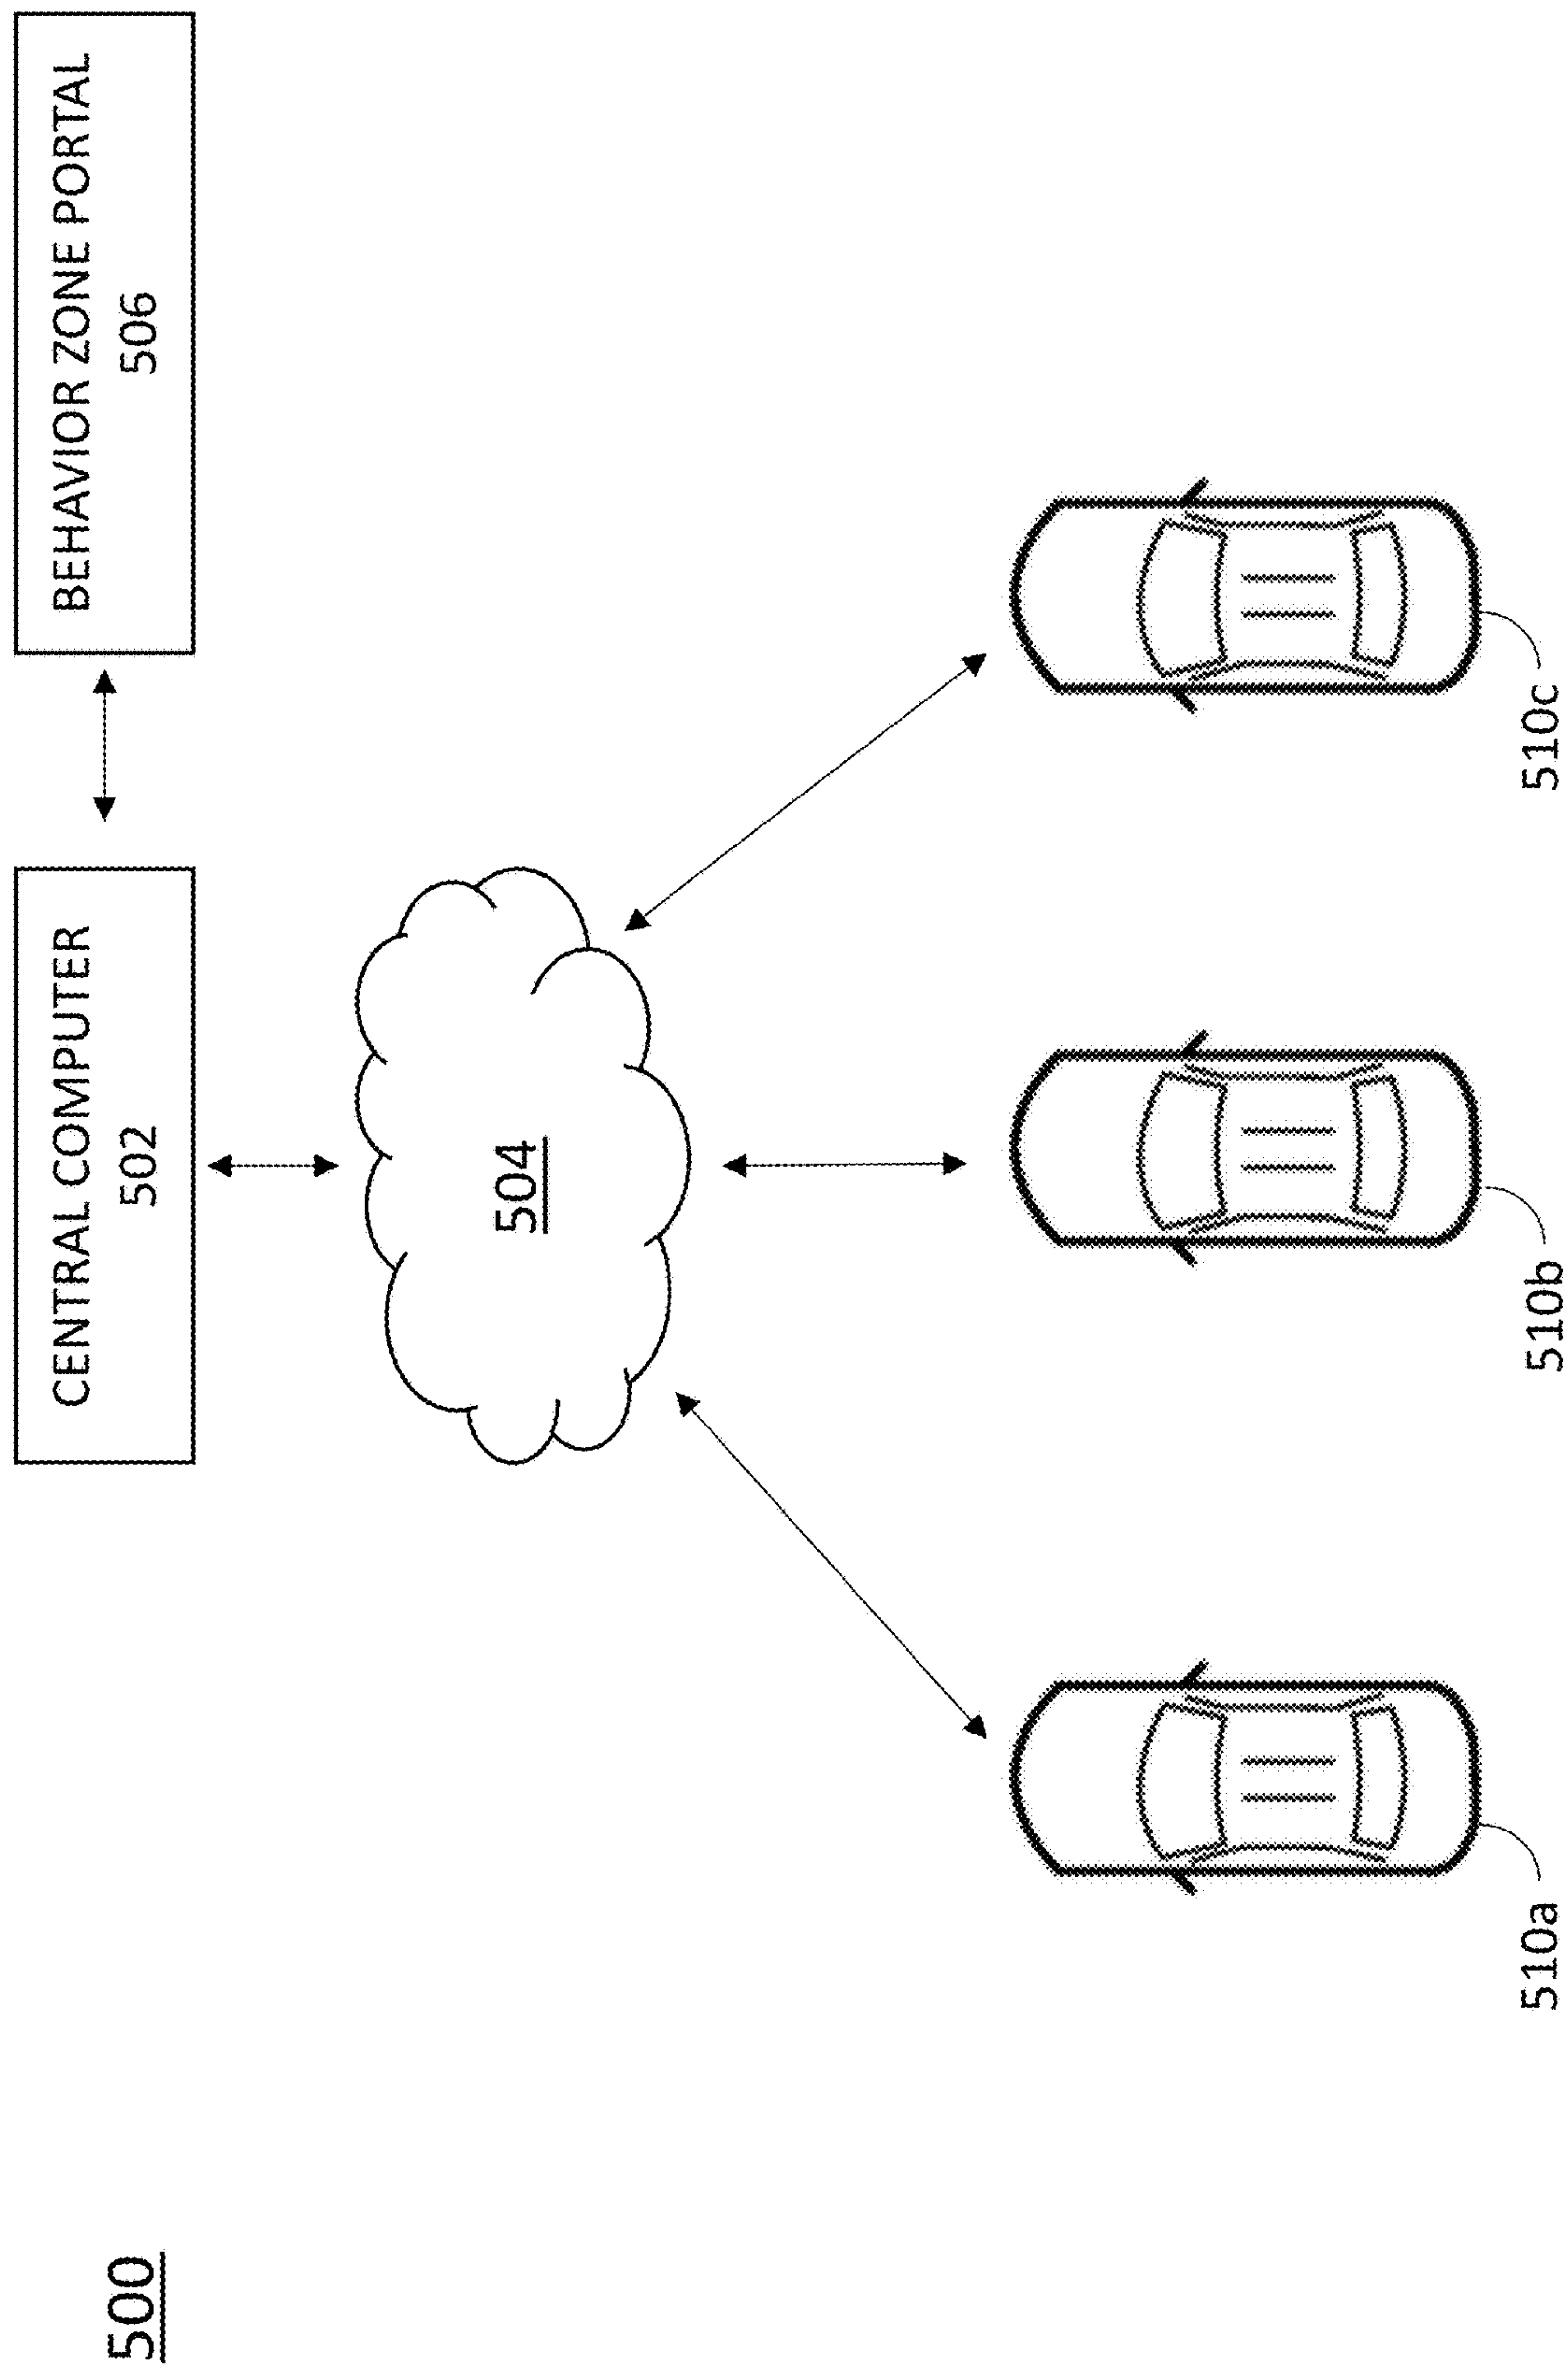 500
CENTRAL COMPUTER
502
BEHAVIOR ZONE PORTAL
506
504
510a
510b
510c